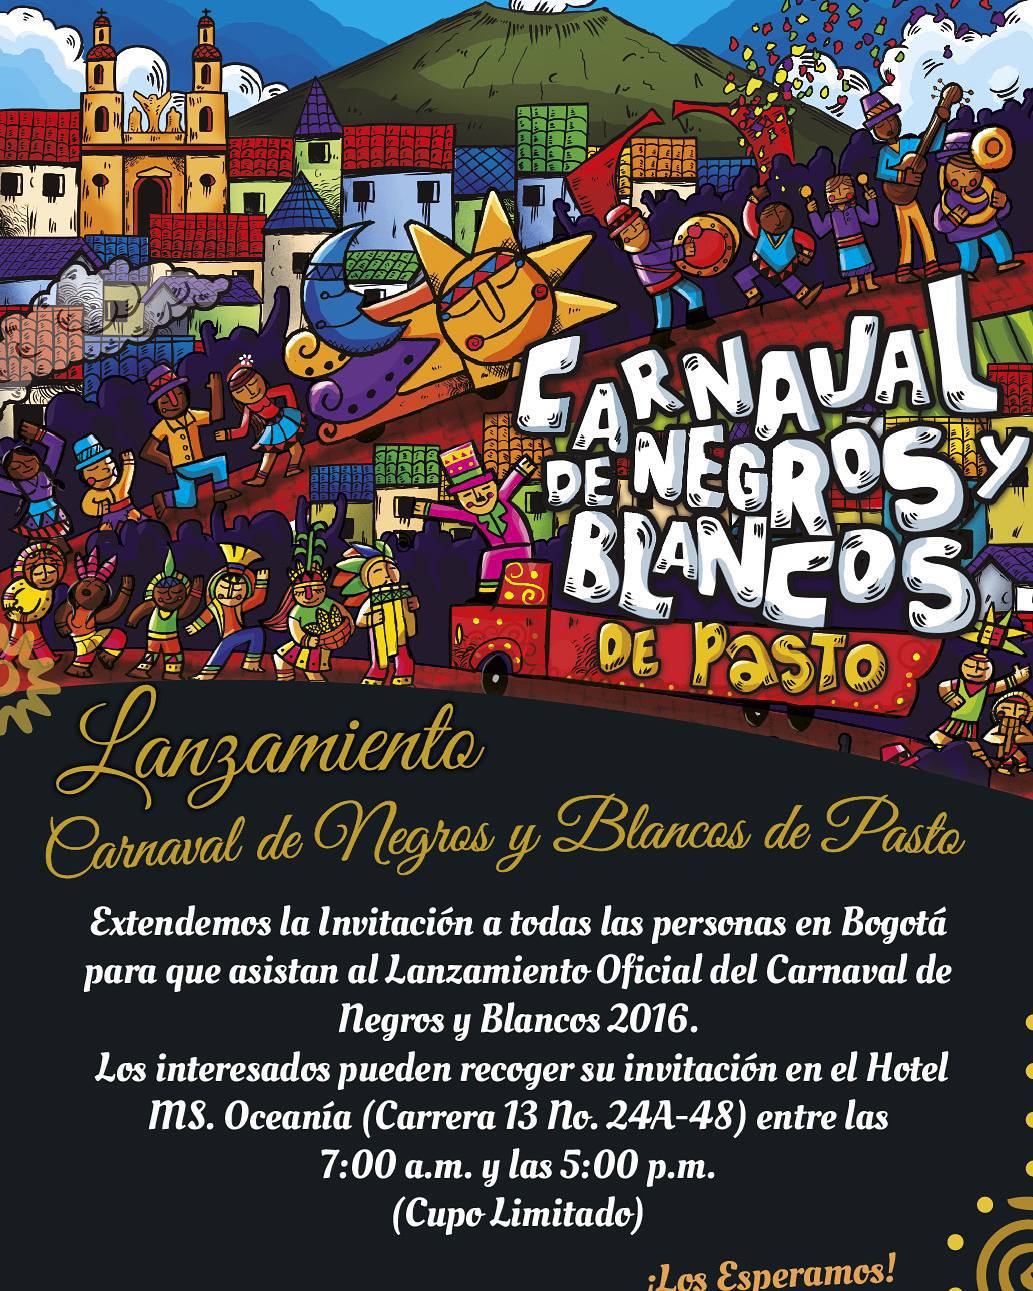 CARNAVAL
DE NEGROS Y
BLANCOS
DE PASTO
Lanzamiento
Carnaval de Negros y Blancos de Pasto
Extendemos la Invitación a todas las personas en Bogotá
para que asistan al Lanzamiento Oficial del Carnaval de
Negros y Blancos 2016.
Los interesados pueden recoger su invitación en el Hotel
MS. Oceanía (Carrera 13 No. 24A-48) entre las
7:00 a.m. y las 5:00 p.m.
(Cupo Limitado)
¡Los Esperamos!